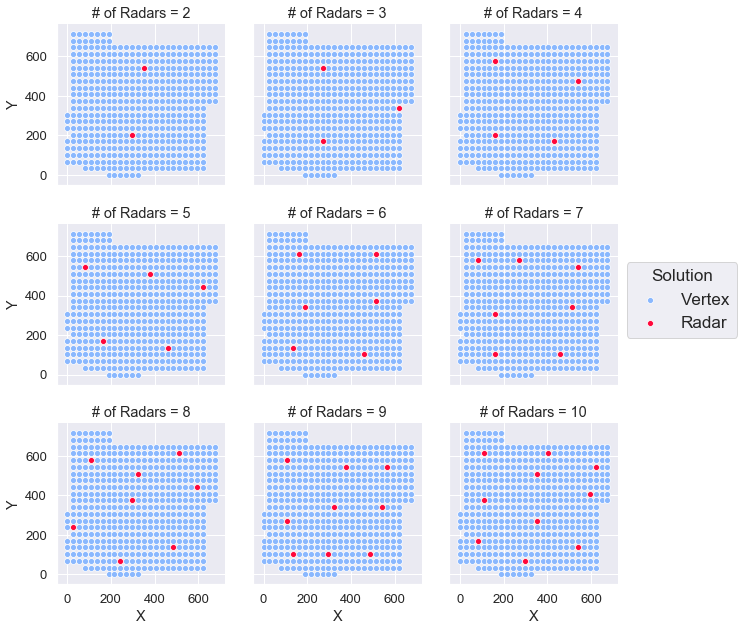 # of Radars = 2
# of Radars = 3
# of Radars = 4
600
400
200
0
Y
# of Radars = 5
# of Radars = 6
# of Radars = 7
600
400
200
0
Y
Solution
Vertex
Radar
# of Radars = 8
# of Radars = 9
# of Radars = 10
600
400
200
0
Y
0 200 400 600
0 200 400 600
0 200 400 600
X
X
X